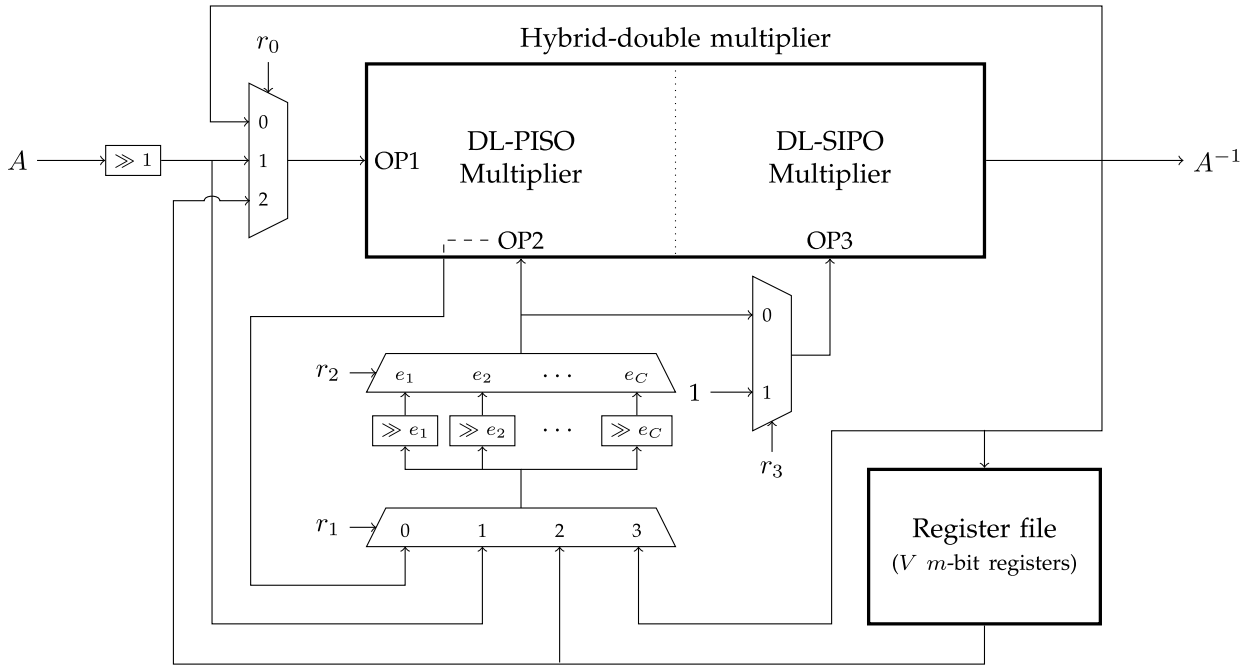 Hybrid-double multiplier
r0
0
A
≫ 1
1
OP1
2
DL-PISO
Multiplier
DL-SIPO
Multiplier
A−1
OP2
OP3
0
r2
e1
e2
· · ·
eC
1
1
≫ e1
≫ e2
· · ·
≫ eC
r3
r1
0
1
2
3
Register file
(V m-bit registers)